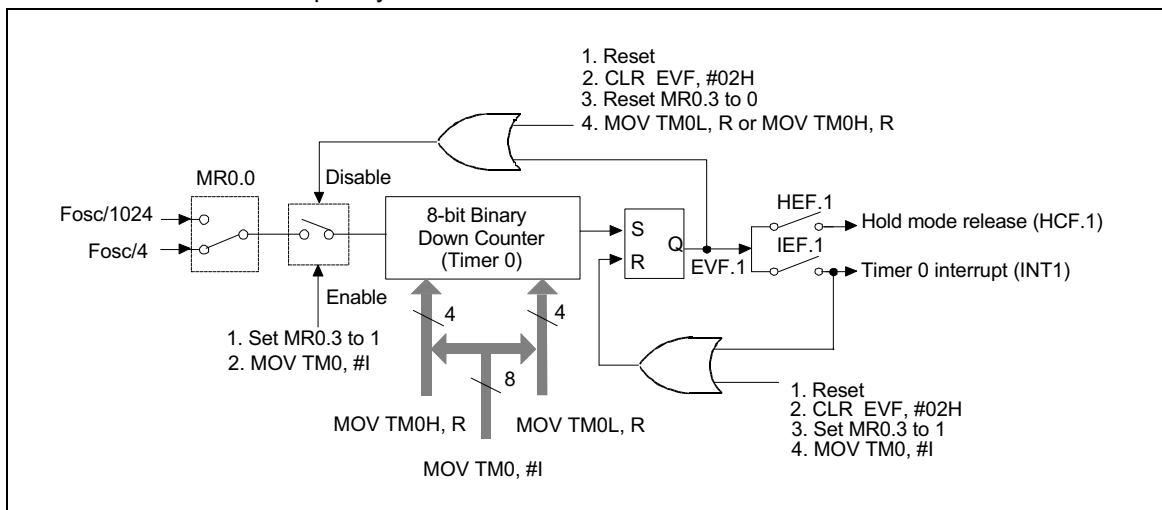 1. Reset
2. CLR EVF, #02H
3. Reset MR0.3 to 0
4. MOV TM0L, R or MOV TM0H, R
MR0.0
Disable
Fosc/1024
Fosc/4
8-bit Binary
Down Counter
(Timer 0)
S
Q
R
EVF.1
HEF.1
Hold mode release (HCF.1)
IEF.1
Timer 0 interrupt (INT1)
Enable
1. Set MR0.3 to 1
2. MOV TM0, #I
4
4
8
MOV TM0H, R
MOV TM0L, R
MOV TM0, #I
1. Reset
2. CLR EVF, #02H
3. Set MR0.3 to 1
4. MOV TM0, #I